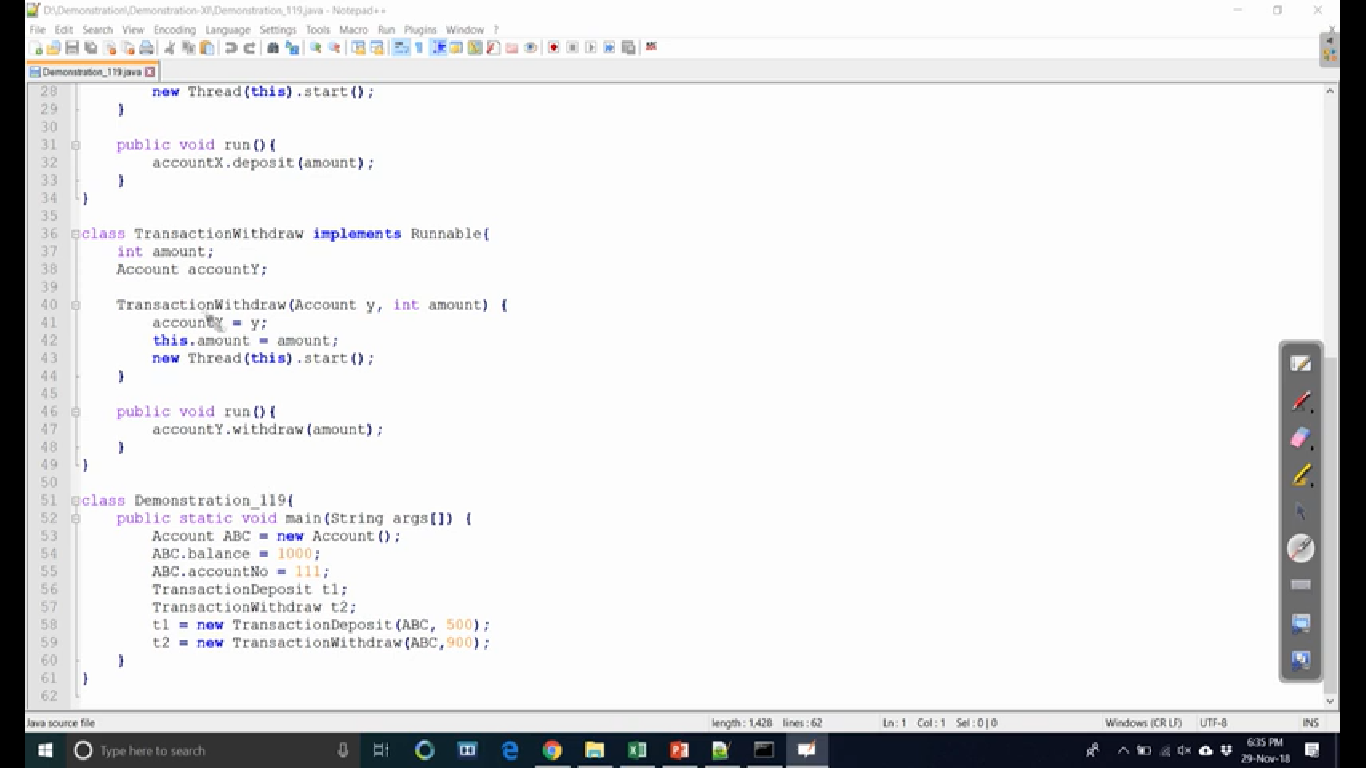 D:\Demonstration\Demonstration-XI\Demonstration_119.java - Notepad++
File Edit Search View Encoding Language Settings Tools Macro Run Plugins Window ?
Demonstration_119.java
28 new Thread(this).start();
29 }
30
31 public void run(){
32 accountX.deposit(amount);
33 }
34 }
35
36 class TransactionWithdraw implements Runnable{
37 int amount;
38 Account accountY;
39
40 TransactionWithdraw(Account y, int amount) {
41 accountY = y;
42 this.amount = amount;
43 new Thread(this).start();
44 }
45
46 public void run(){
47 accountY.withdraw(amount);
48 }
49 }
50
51 class Demonstration_119{
52 public static void main(String args[]) {
53 Account ABC = new Account();
54 ABC.balance = 1000;
55 ABC.accountNo = 111;
56 TransactionDeposit t1;
57 TransactionWithdraw t2;
58 t1 = new TransactionDeposit(ABC, 500);
59 t2 = new TransactionWithdraw(ABC,900);
60 }
61 }
62
Java source file length : 1,428 lines : 62 Ln : 1 Col : 1 Sel : 0 | 0 Windows (CR LF) UTF-8 INS
Type here to search
6:35 PM
29-Nov-18